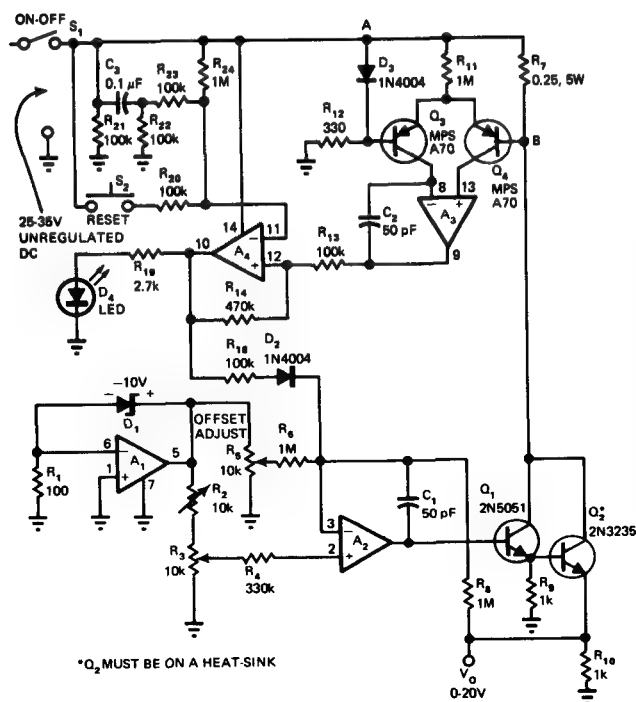 ON-OFF
S1
A
C3
0.1 µF
R23
100k
R24
1M
D3
1N4004
R11
1M
R7
0.25, 5W
R12
330
Q3
MPS
A70
B
R21
100k
R22
100k
Q4
MPS
A70
S2
RESET
R20
100k
8
13
−
+
A3
9
C2
50 pF
25-35V
UNREGULATED
DC
14
11
10
A4
−
+
12
R13
100k
R19
2.7k
D4
LED
R14
470k
D2
1N4004
R18
100k
−10V
−
+
D1
OFFSET
ADJUST
6
−
A1
5
1
+
7
R1
100
R5
10k
R6
1M
R2
10k
C1
50 pF
Q1
2N5051
Q2*
2N3235
R3
10k
R4
330k
3
−
A2
2
+
R8
1M
R9
1k
*Q2 MUST BE ON A HEAT-SINK
VO
0-20V
R10
1k